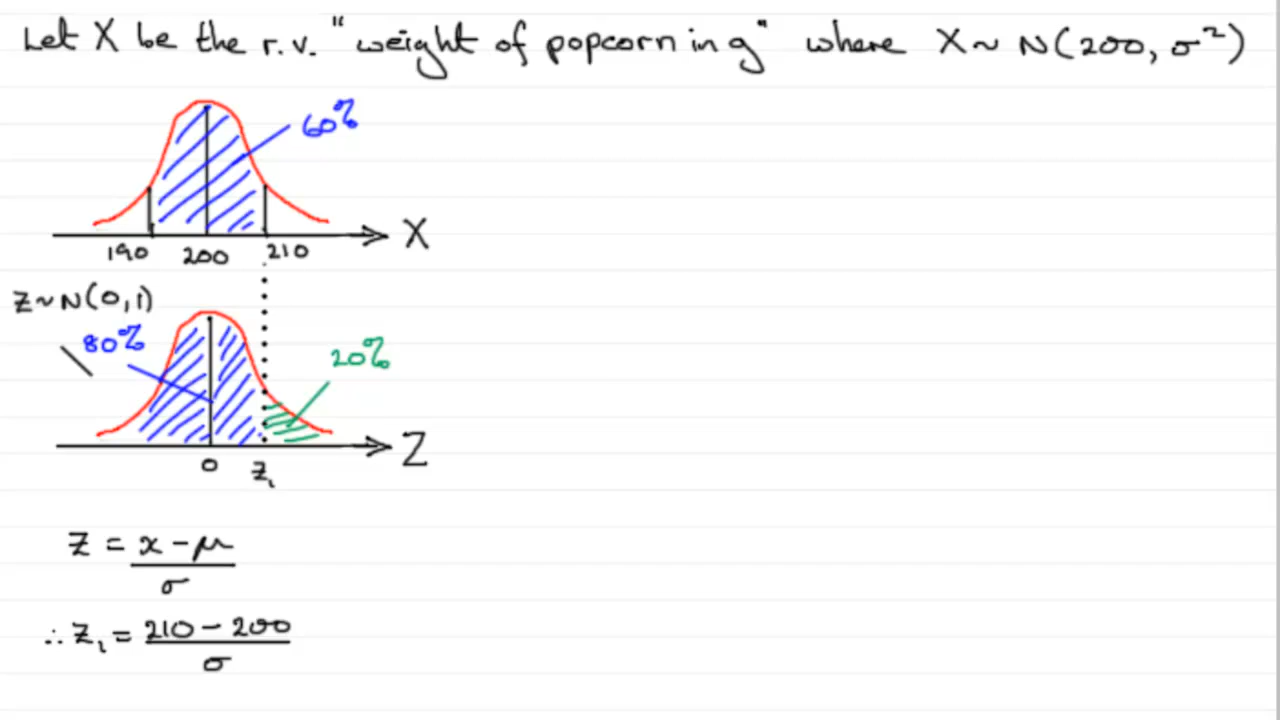 Let X be the r.v. "weight of popcorn in g" where X ~ N(200, σ²)
60%
190 200 210 X
Z ~ N(0,1)
80%
20%
0 Z₁ Z
Z = x - μ / σ
∴ Z₁ = 210 - 200 / σ